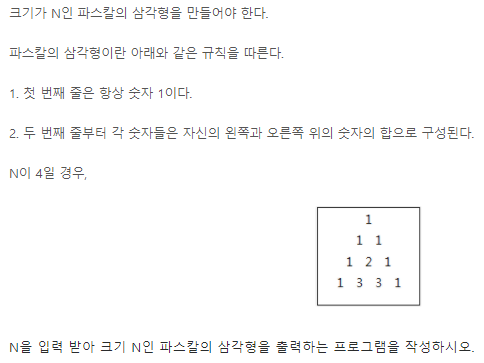 크기가 N인 파스칼의 삼각형을 만들어야 한다.
파스칼의 삼각형이란 아래와 같은 규칙을 따른다.
1. 첫 번째 줄은 항상 숫자 1이다.
2. 두 번째 줄부터 각 숫자들은 자신의 왼쪽과 오른쪽 위의 숫자의 합으로 구성된다.
N이 4일 경우,
1
1 1
1 2 1
1 3 3 1
N을 입력 받아 크기 N인 파스칼의 삼각형을 출력하는 프로그램을 작성하시오.